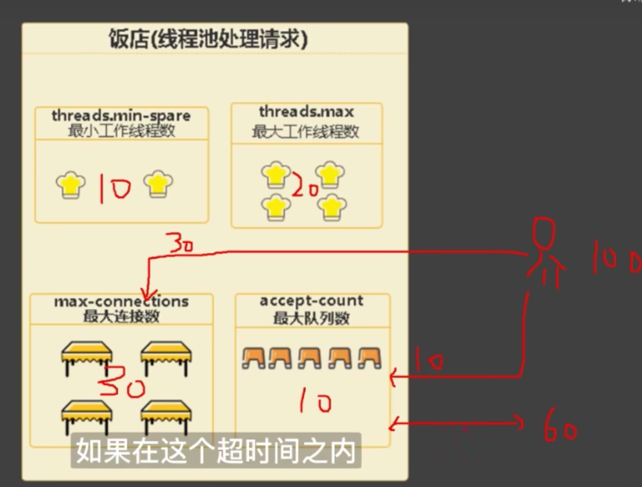 饭店(线程池处理请求)
threads.min-spare
最小工作线程数
10
threads.max
最大工作线程数
20
30
100
max-connections
最大连接数
30
accept-count
最大队列数
10
10
60
如果在这个超时间之内